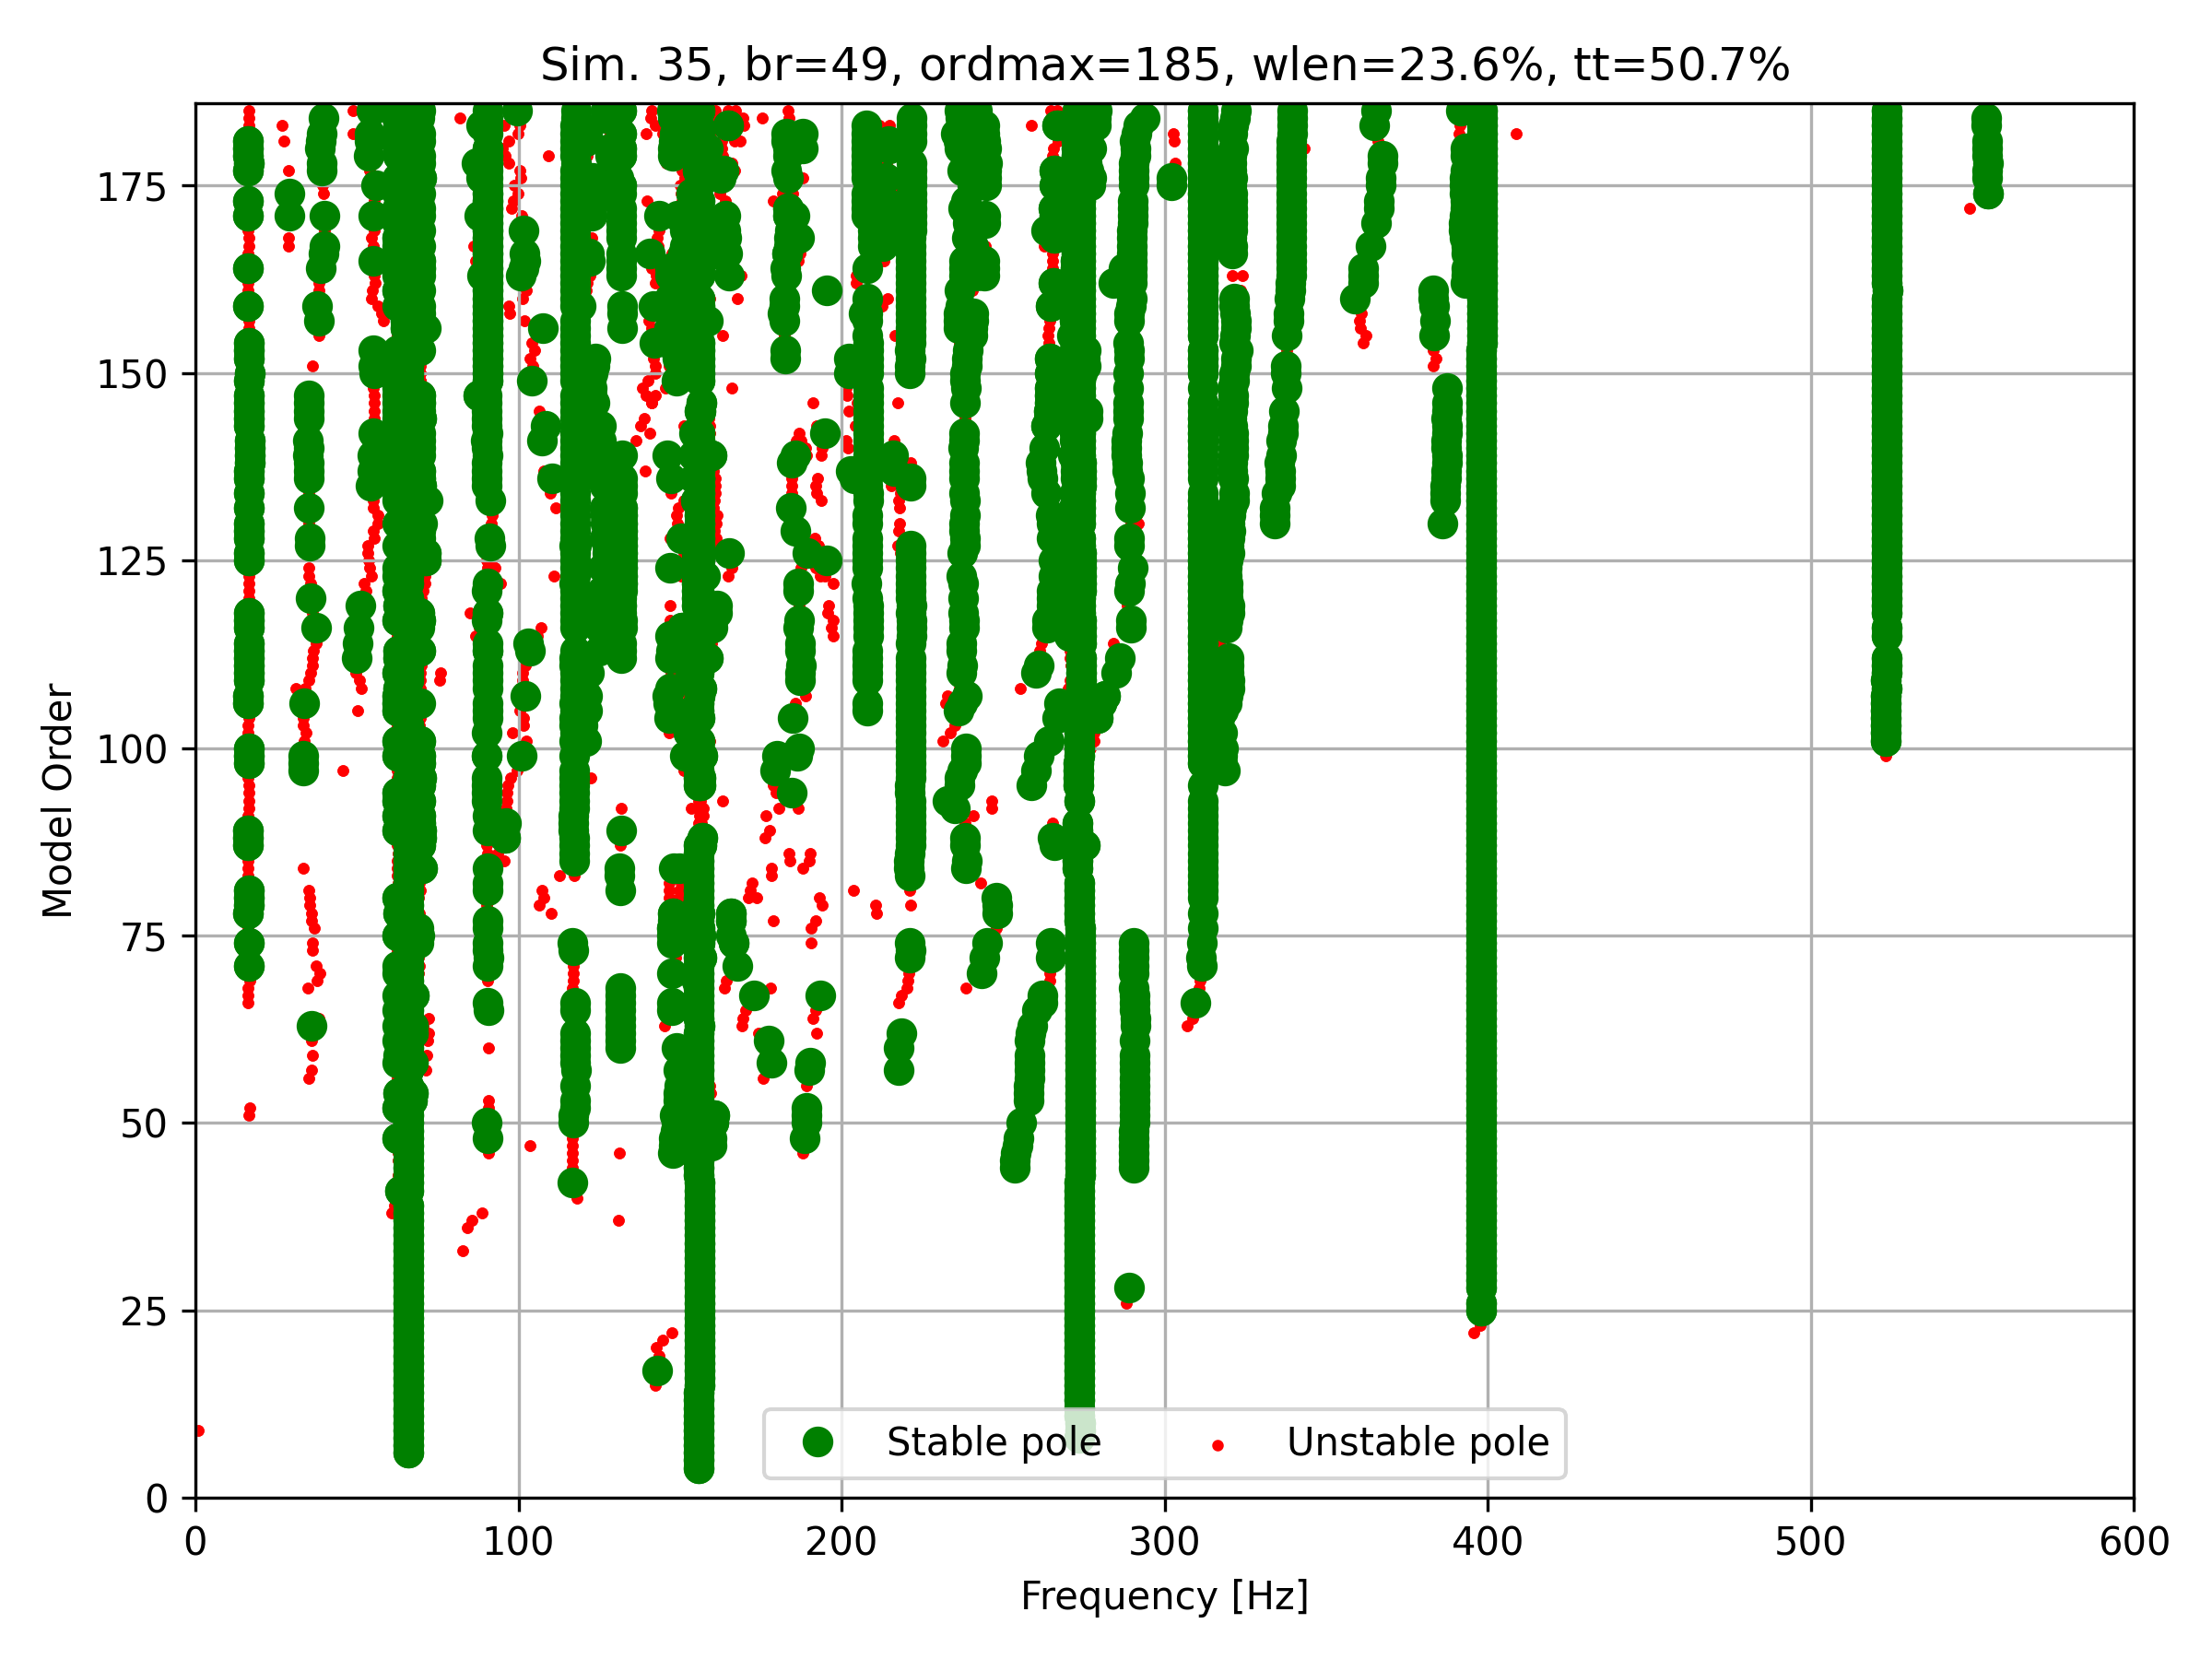 Sim. 35, br=49, ordmax=185, wlen=23.6%, tt=50.7%
Model Order
175
150
125
100
75
50
25
0
Stable pole Unstable pole
0 100 200 300 400 500 600
Frequency [Hz]